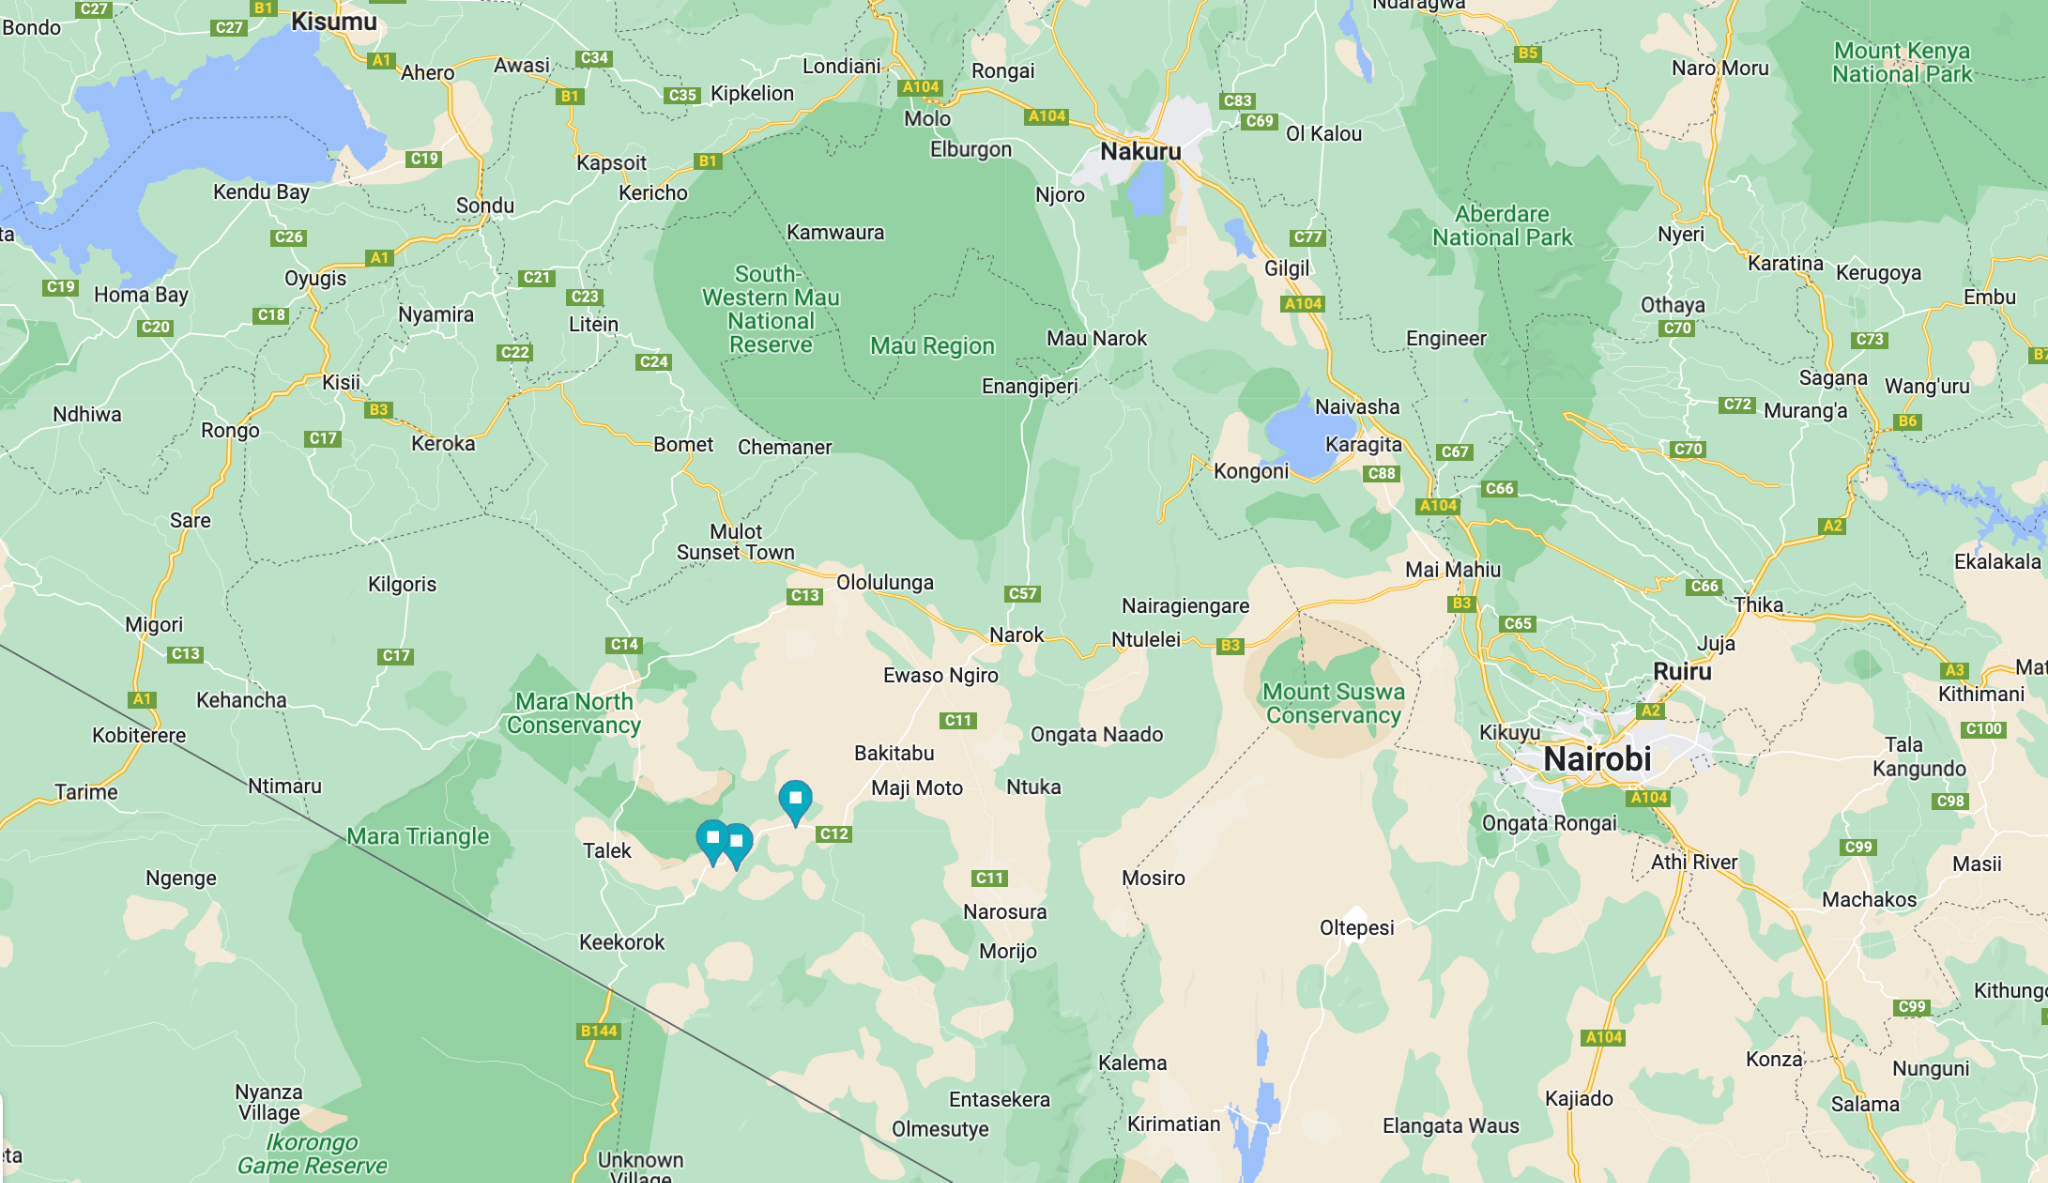 Ndaragwa
C27
B1
Bondo
C27
Kisumu
A1
Ahero
Awasi
C34
B1
C35
Kipkelion
Londiani
A104
Rongai
Molo
A104
C83
C69
Ol Kalou
B5
Naro Moru
Mount Kenya
National Park
Elburgon
Nakuru
C19
Kapsoit
B1
Kendu Bay
Sondu
Kericho
Njoro
ta
C26
A1
Kamwaura
C77
Aberdare
National Park
Nyeri
Karatina
Kerugoya
Oyugis
C21
South-
Western Mau
National
Reserve
Gilgil
C19
Homa Bay
C23
A104
Othaya
Embu
C18
Nyamira
Litein
C20
C70
Mau Region
Mau Narok
Engineer
C73
C22
C24
B7
Kisii
Enangiperi
Sagana
Wang'uru
Ndhiwa
B3
Naivasha
C72
Murang'a
B6
Rongo
C17
Keroka
Bomet
Chemaner
Karagita
C67
C70
Kongoni
C88
C66
A104
Sare
Mulot
Sunset Town
A2
Ekalakala
Kilgoris
Ololulunga
Mai Mahiu
C13
C57
Nairagiengare
B3
C66
Thika
Migori
Narok
Ntulelei
B3
C65
C13
C17
C14
Juja
Ewaso Ngiro
Ruiru
A3
Mat
A1
Kehancha
Mara North
Conservancy
Mount Suswa
Conservancy
Kithimani
C11
A2
Kobiterere
Ongata Naado
Kikuyu
C100
Bakitabu
Nairobi
Tala
Kangundo
Tarime
Ntimaru
Maji Moto
Ntuka
A104
C98
Mara Triangle
C12
Ongata Rongai
Talek
C99
Athi River
Masii
Ngenge
C11
Mosiro
Machakos
Narosura
Keekorok
Morijo
Oltepesi
Kithungo
C99
B144
A104
Kalema
Konza
Nunguni
Nyanza
Village
Entasekera
Kajiado
Salama
Olmesutye
Kirimatian
Elangata Waus
Ikorongo
Game Reserve
eta
Unknown
Village